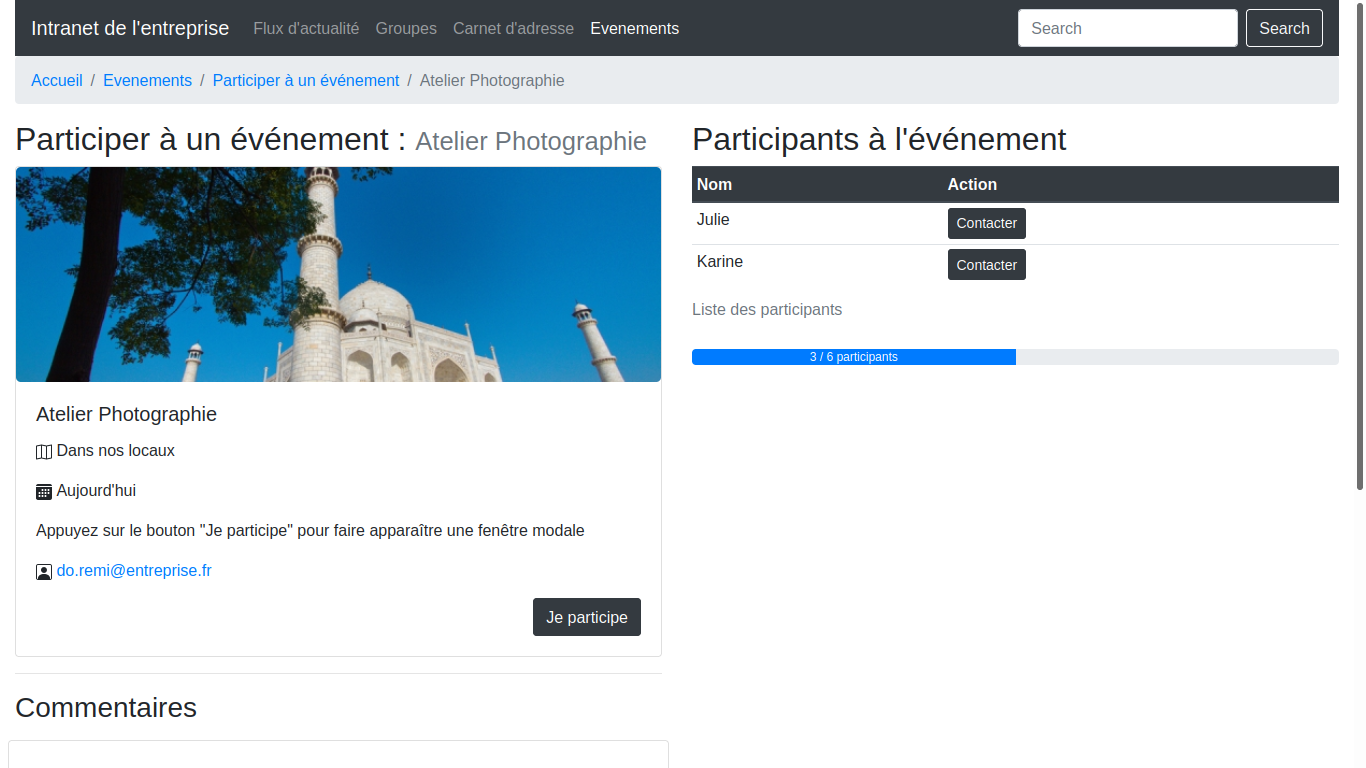 Intranet de l'entreprise Flux d'actualité Groupes Carnet d'adresse Evenements Search Search
Accueil / Evenements / Participer à un événement / Atelier Photographie
Participer à un événement : Atelier Photographie
Atelier Photographie
Dans nos locaux
Aujourd'hui
Appuyez sur le bouton "Je participe" pour faire apparaître une fenêtre modale
do.remi@entreprise.fr
Je participe
Commentaires
Participants à l'événement
Nom Action
Julie Contacter
Karine Contacter
Liste des participants
3 / 6 participants